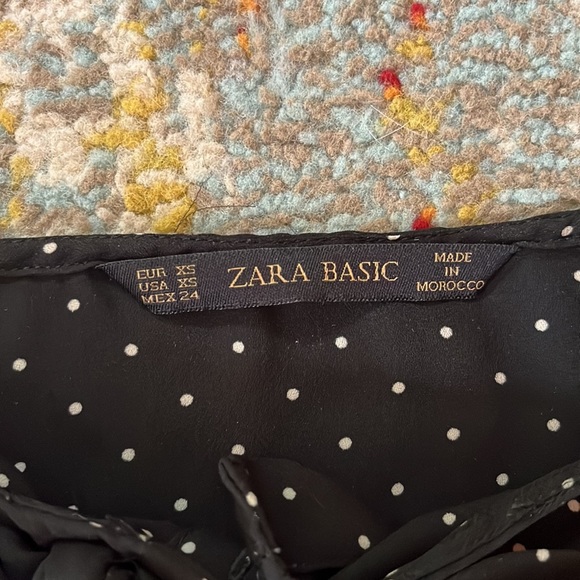 EUR XS
USA XS
MEX 24
ZARA BASIC
MADE
IN
MOROCCO